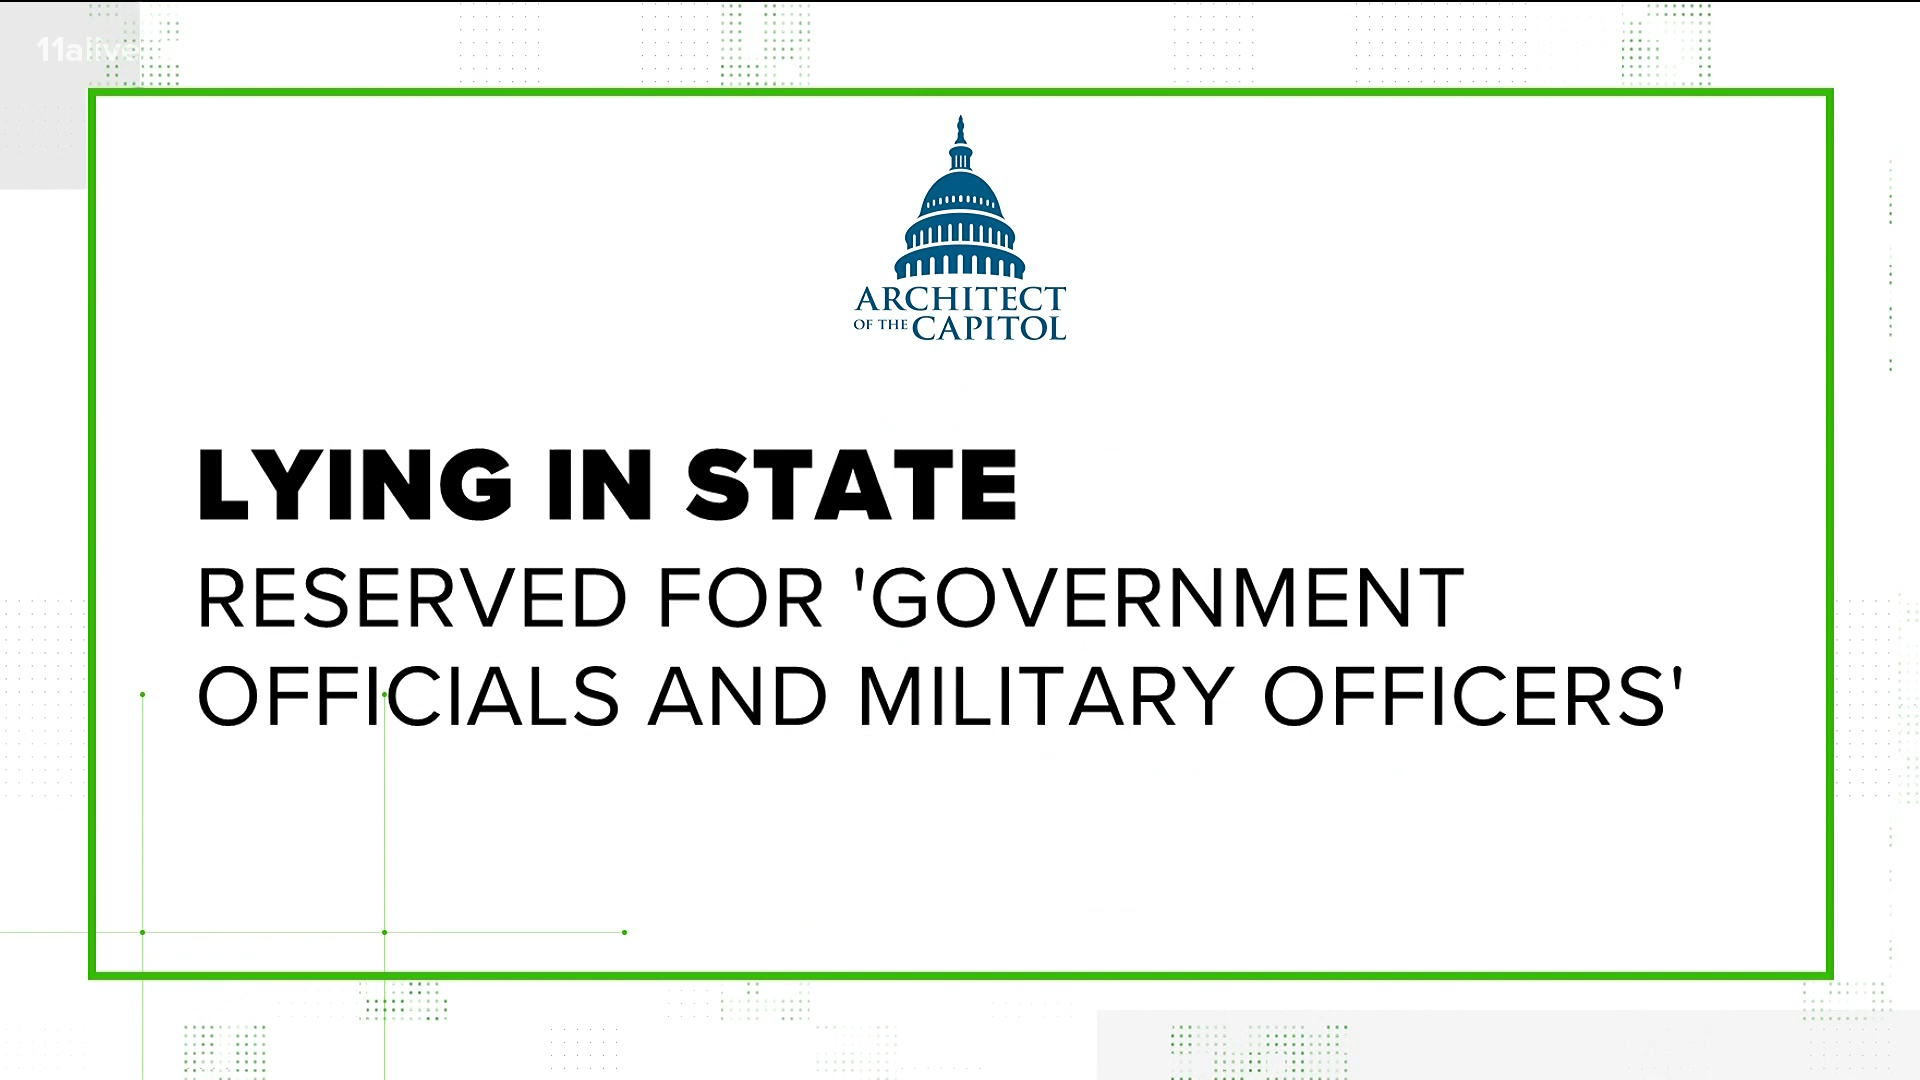 11alive
ARCHITECT
OF THE CAPITOL
LYING IN STATE
RESERVED FOR 'GOVERNMENT
OFFICIALS AND MILITARY OFFICERS'